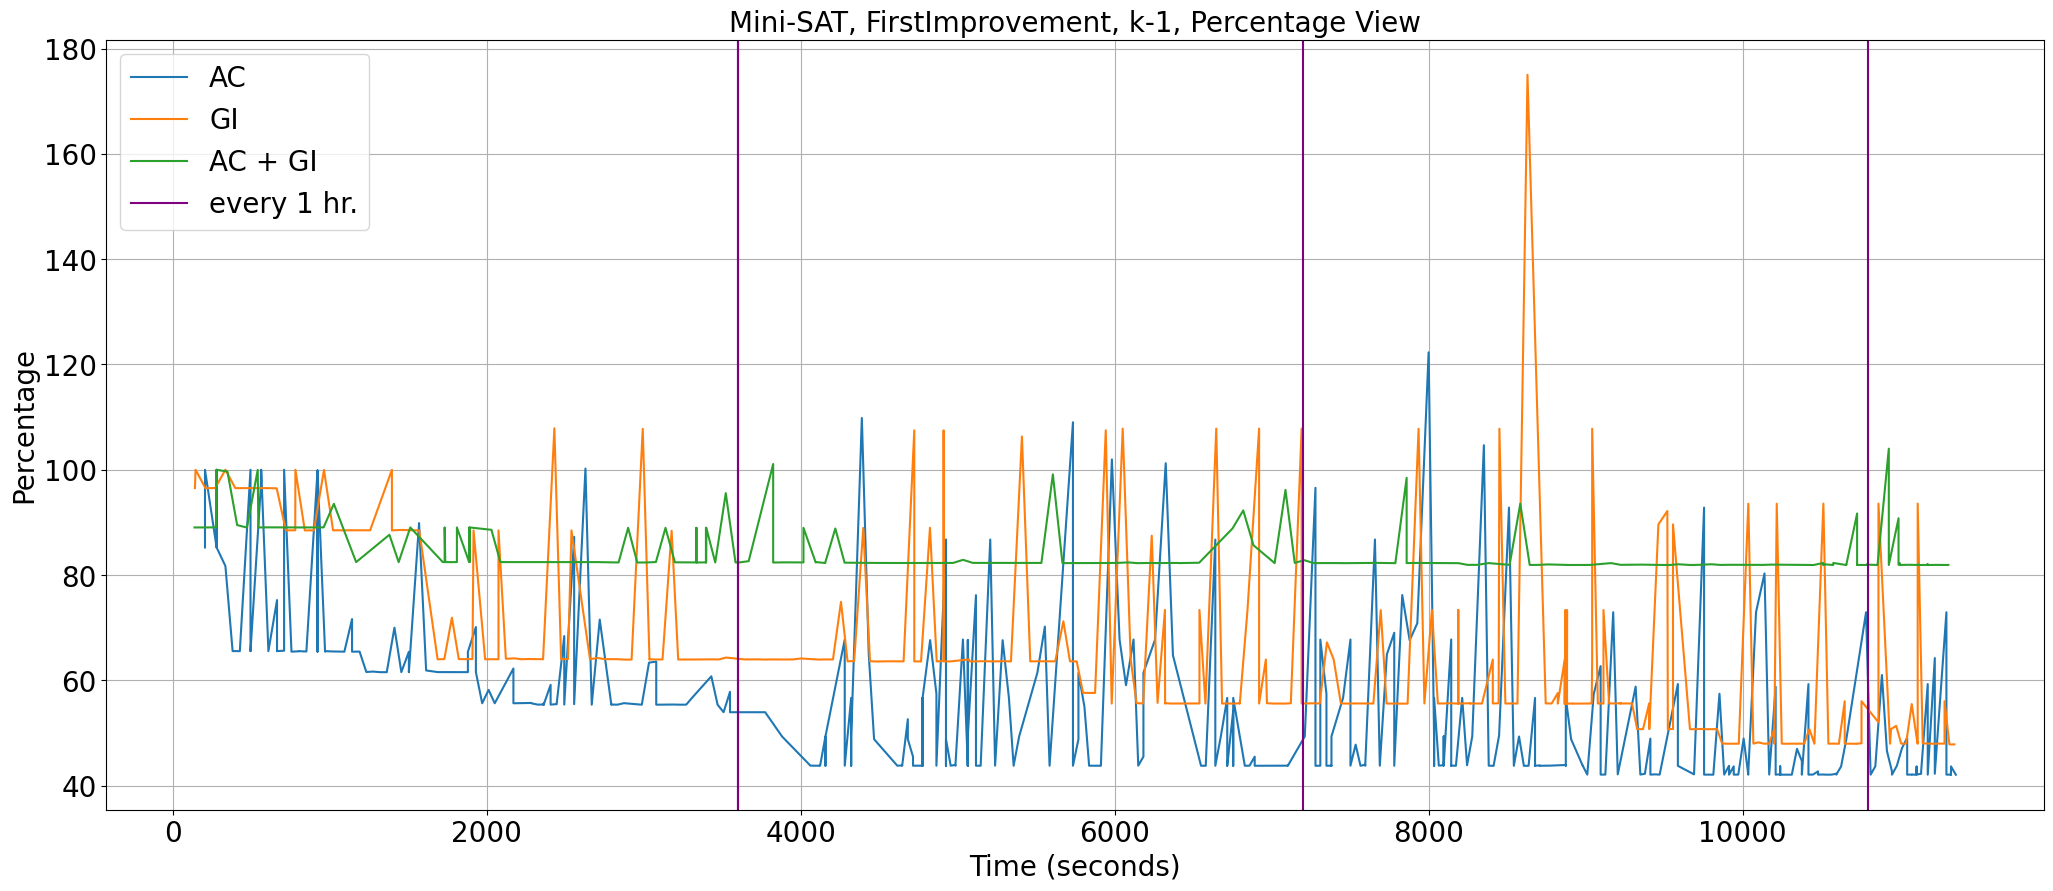 Mini-SAT, FirstImprovement, k-1, Percentage View
180
160
140
120
100
80
60
40
Percentage
AC
GI
AC + GI
every 1 hr.
0
2000
4000
6000
8000
10000
Time (seconds)